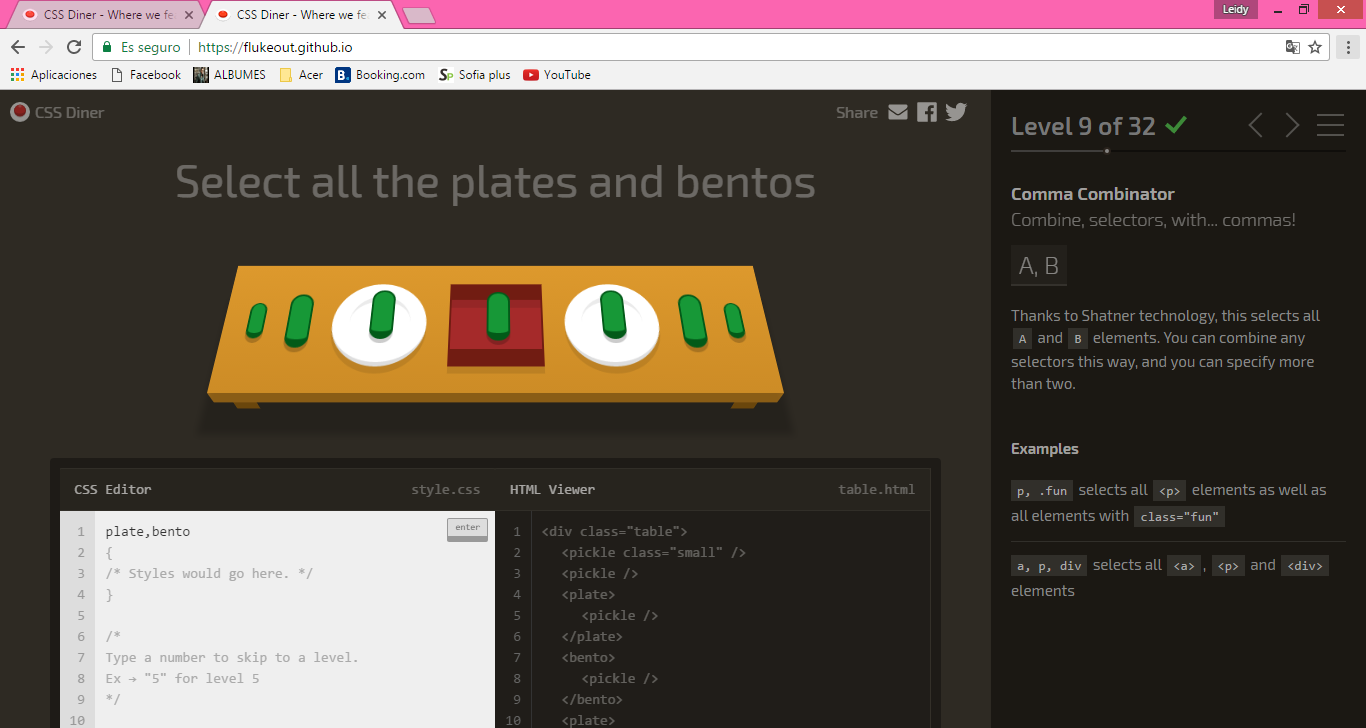 CSS Diner - Where we fe
CSS Diner - Where we fe
Leidy
Es seguro
https://flukeout.github.io
Aplicaciones
Facebook
ALBUMES
Acer
B.
Booking.com
Sp
Sofia plus
YouTube
CSS Diner
Share
Select all the plates and bentos
CSS Editor
style.css
HTML Viewer
table.html
1 plate,bento
enter
2 {
3 /* Styles would go here. */
4 }
5
6 /*
7 Type a number to skip to a level.
8 Ex → "5" for level 5
9 */
10
1 <div class="table">
2 <pickle class="small" />
3 <pickle />
4 <plate>
5 <pickle />
6 </plate>
7 <bento>
8 <pickle />
9 </bento>
10 <plate>
Level 9 of 32
Comma Combinator
Combine, selectors, with... commas!
A, B
Thanks to Shatner technology, this selects all
A and B elements. You can combine any
selectors this way, and you can specify more
than two.
Examples
p, .fun selects all <p> elements as well as
all elements with class="fun"
a, p, div selects all <a> , <p> and <div>
elements